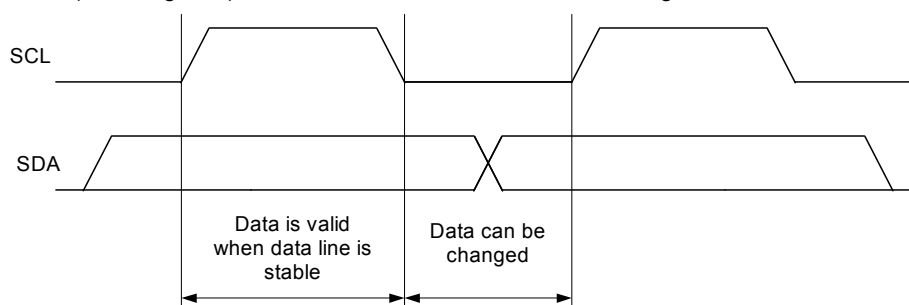 SCL
SDA
Data is valid
when data line is
stable
Data can be
changed